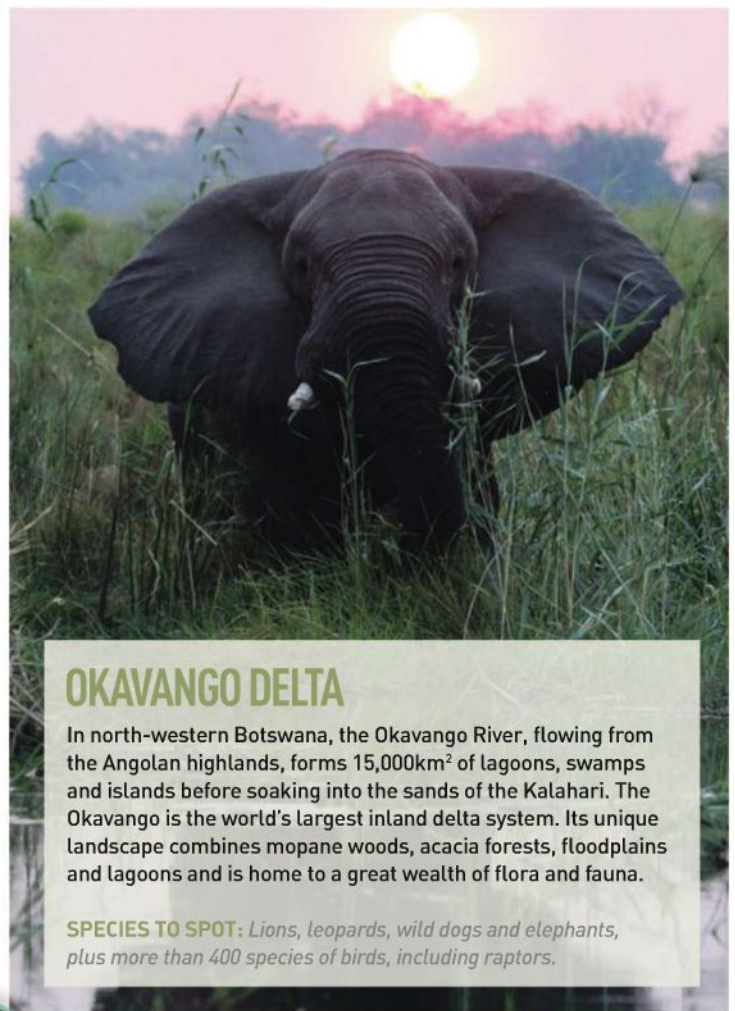 OKAVANGO DELTA
In north-western Botswana, the Okavango River, flowing from
the Angolan highlands, forms 15,000km² of lagoons, swamps
and islands before soaking into the sands of the Kalahari. The
Okavango is the world's largest inland delta system. Its unique
landscape combines mopane woods, acacia forests, floodplains
and lagoons and is home to a great wealth of flora and fauna.
SPECIES TO SPOT: Lions, leopards, wild dogs and elephants,
plus more than 400 species of birds, including raptors.